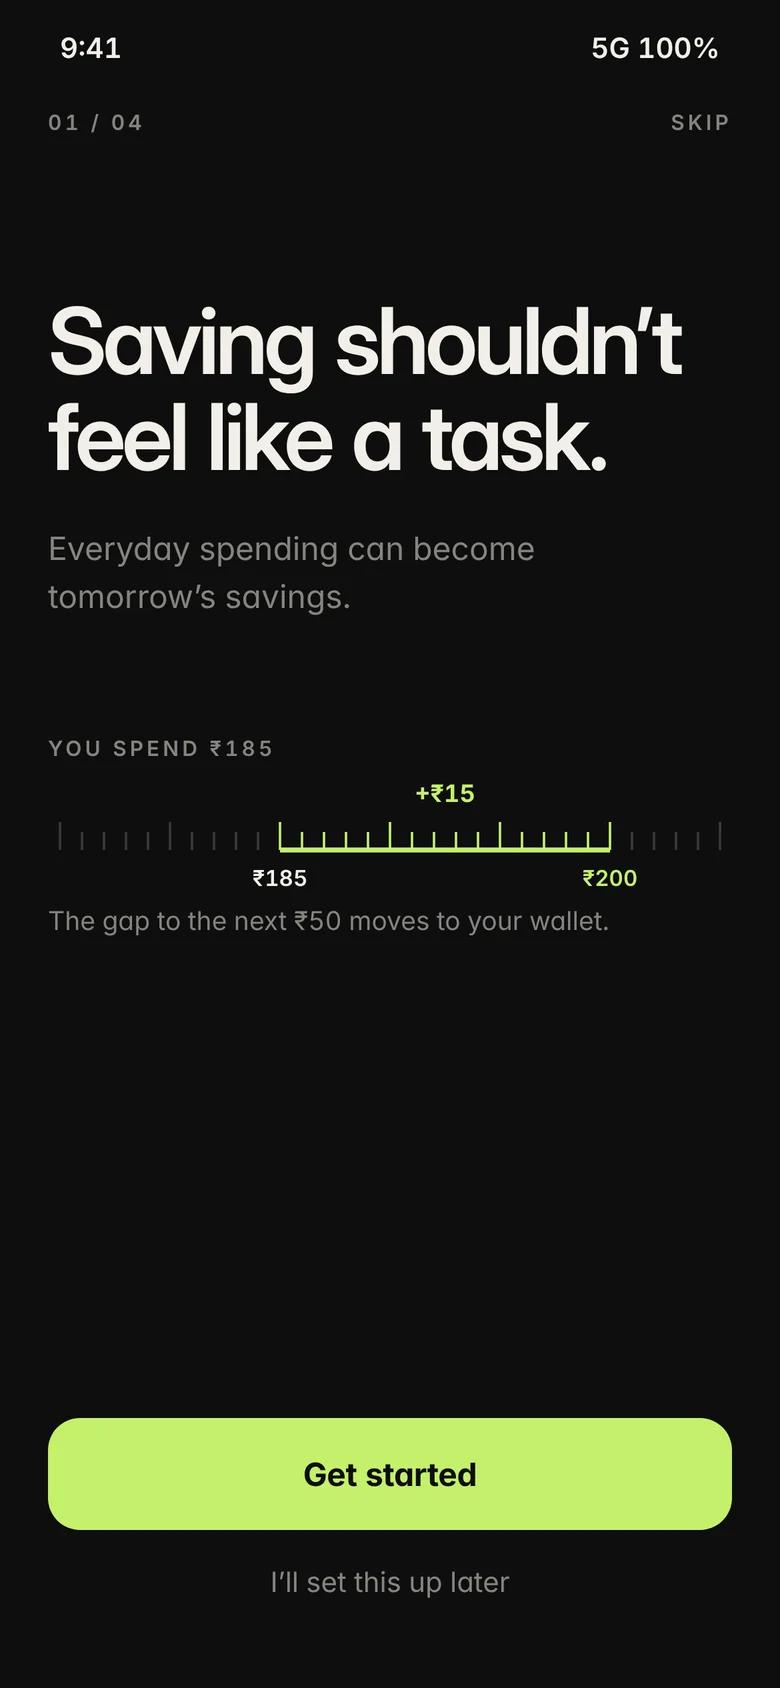 9:41
5G 100%
01 / 04
SKIP
Saving shouldn’t
feel like a task.
Everyday spending can become
tomorrow’s savings.
YOU SPEND ₹185
+₹15
₹185
₹200
The gap to the next ₹50 moves to your wallet.
Get started
I’ll set this up later